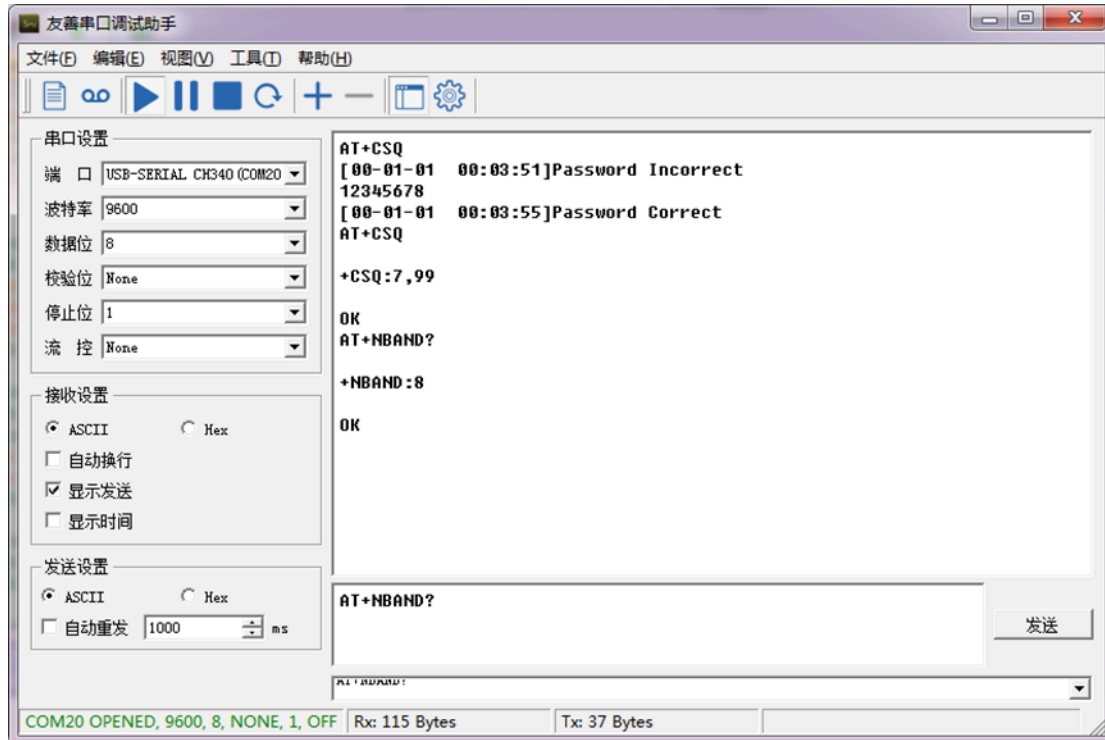 友善串口调试助手
文件(F) 编辑(E) 视图(V) 工具(T) 帮助(H)
串口设置
端 口 USB-SERIAL CH340 (COM20
波特率 9600
数据位 8
校验位 None
停止位 1
流 控 None
接收设置
ASCII Hex
自动换行
显示发送
显示时间
发送设置
ASCII Hex
自动重发 1000 ms
AT+CSQ
[00-01-01 00:03:51]Password Incorrect
12345678
[00-01-01 00:03:55]Password Correct
AT+CSQ
+CSQ:7,99
OK
AT+NBAND?
+NBAND:8
OK
AT+NBAND?
发送
AT+NBAND?
COM20 OPENED, 9600, 8, NONE, 1, OFF Rx: 115 Bytes Tx: 37 Bytes